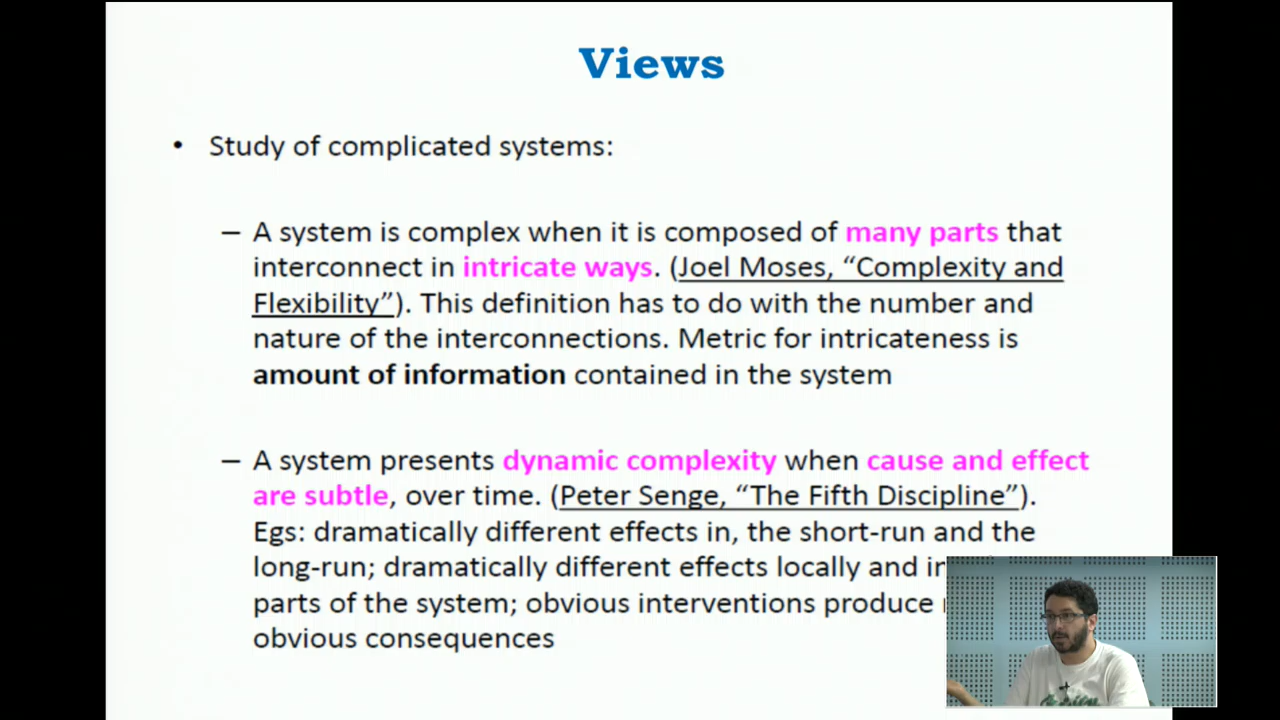 Views
• Study of complicated systems:
– A system is complex when it is composed of many parts that
interconnect in intricate ways. (Joel Moses, “Complexity and
Flexibility”). This definition has to do with the number and
nature of the interconnections. Metric for intricateness is
amount of information contained in the system
– A system presents dynamic complexity when cause and effect
are subtle, over time. (Peter Senge, “The Fifth Discipline”).
Egs: dramatically different effects in, the short-run and the
long-run; dramatically different effects locally and
parts of the system; obvious interventions produce
obvious consequences